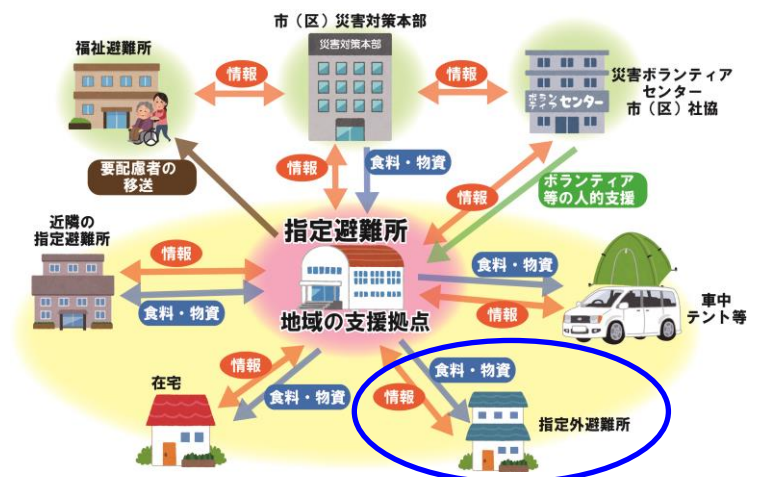 市（区）災害対策本部
災害対策本部
福祉避難所
情報
情報
災害ボランティア
センター
市（区）社協
ボラン
ティア
センター
要配慮者の
移送
情報
食料・物資
情報
ボランティア
等の人的支援
近隣の
指定避難所
情報
食料・物資
指定避難所
地域の支援拠点
食料・物資
情報
車中
テント等
在宅
情報
食料・物資
情報
食料・物資
指定外避難所